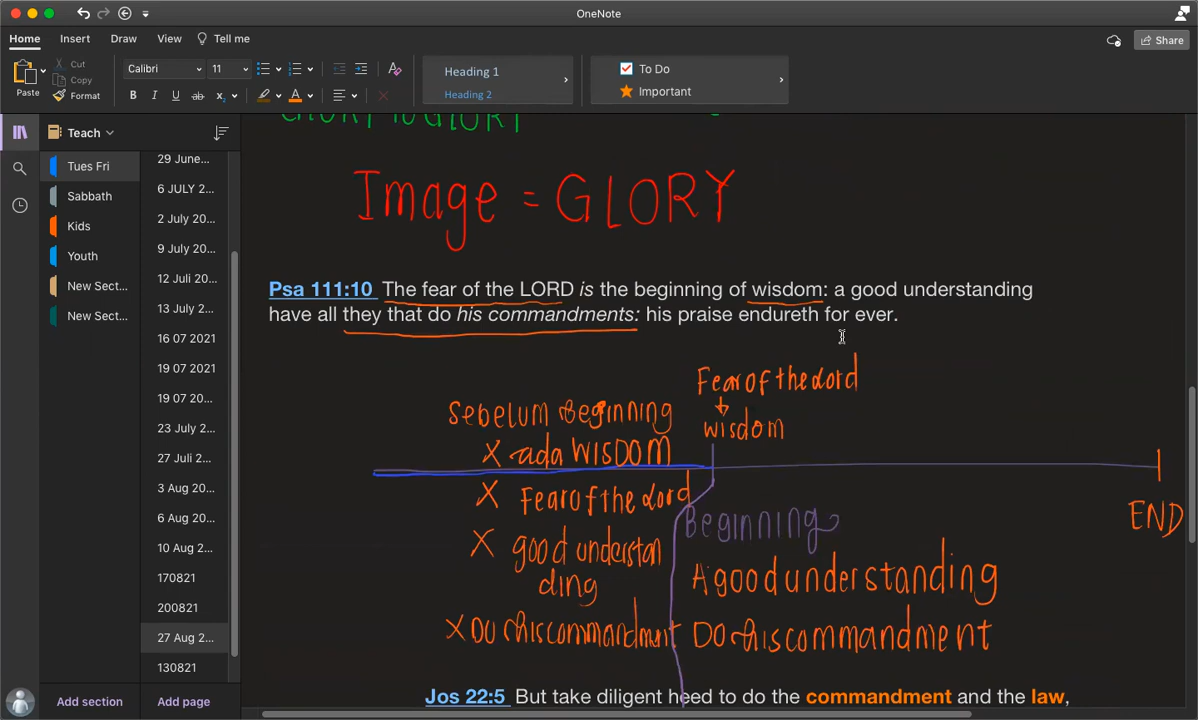 OneNote
Home
Insert
Draw
View
Tell me
Share
Paste
Cut
Copy
Format
Calibri
11
Heading 1
Heading 2
To Do
Important
Teach
Tues Fri
Sabbath
Kids
Youth
New Sect...
New Sect...
29 June...
6 JULY 2...
2 July 20...
9 July 20...
12 Juli 20...
13 July 2...
16 07 2021
19 07 2021
19 07 202...
23 July 2...
27 Juli 2...
3 Aug 20...
6 Aug 20...
10 Aug 2...
170821
200821
27 Aug 2...
130821
Add section
Add page
GLORY to GLORY
Image = GLORY
Psa 111:10 The fear of the LORD is the beginning of wisdom: a good understanding
have all they that do his commandments: his praise endureth for ever.
Fear of the Lord
wisdom
Sebelum Beginning
X ada WISDOM
X Fear of the Lord
X good understan
ding
X Do his commandment
Beginning
A good understanding
Do his commandment
END
Jos 22:5 But take diligent heed to do the commandment and the law,